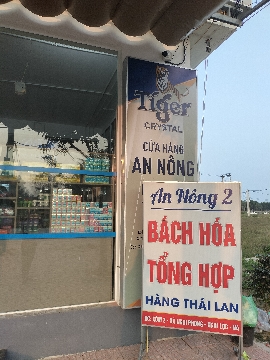 Tiger
CRYSTAL
CỬA HÀNG
AN NÔNG
An Nông 2
BÁCH HÓA
TỔNG HỢP
HÀNG THÁI LAN